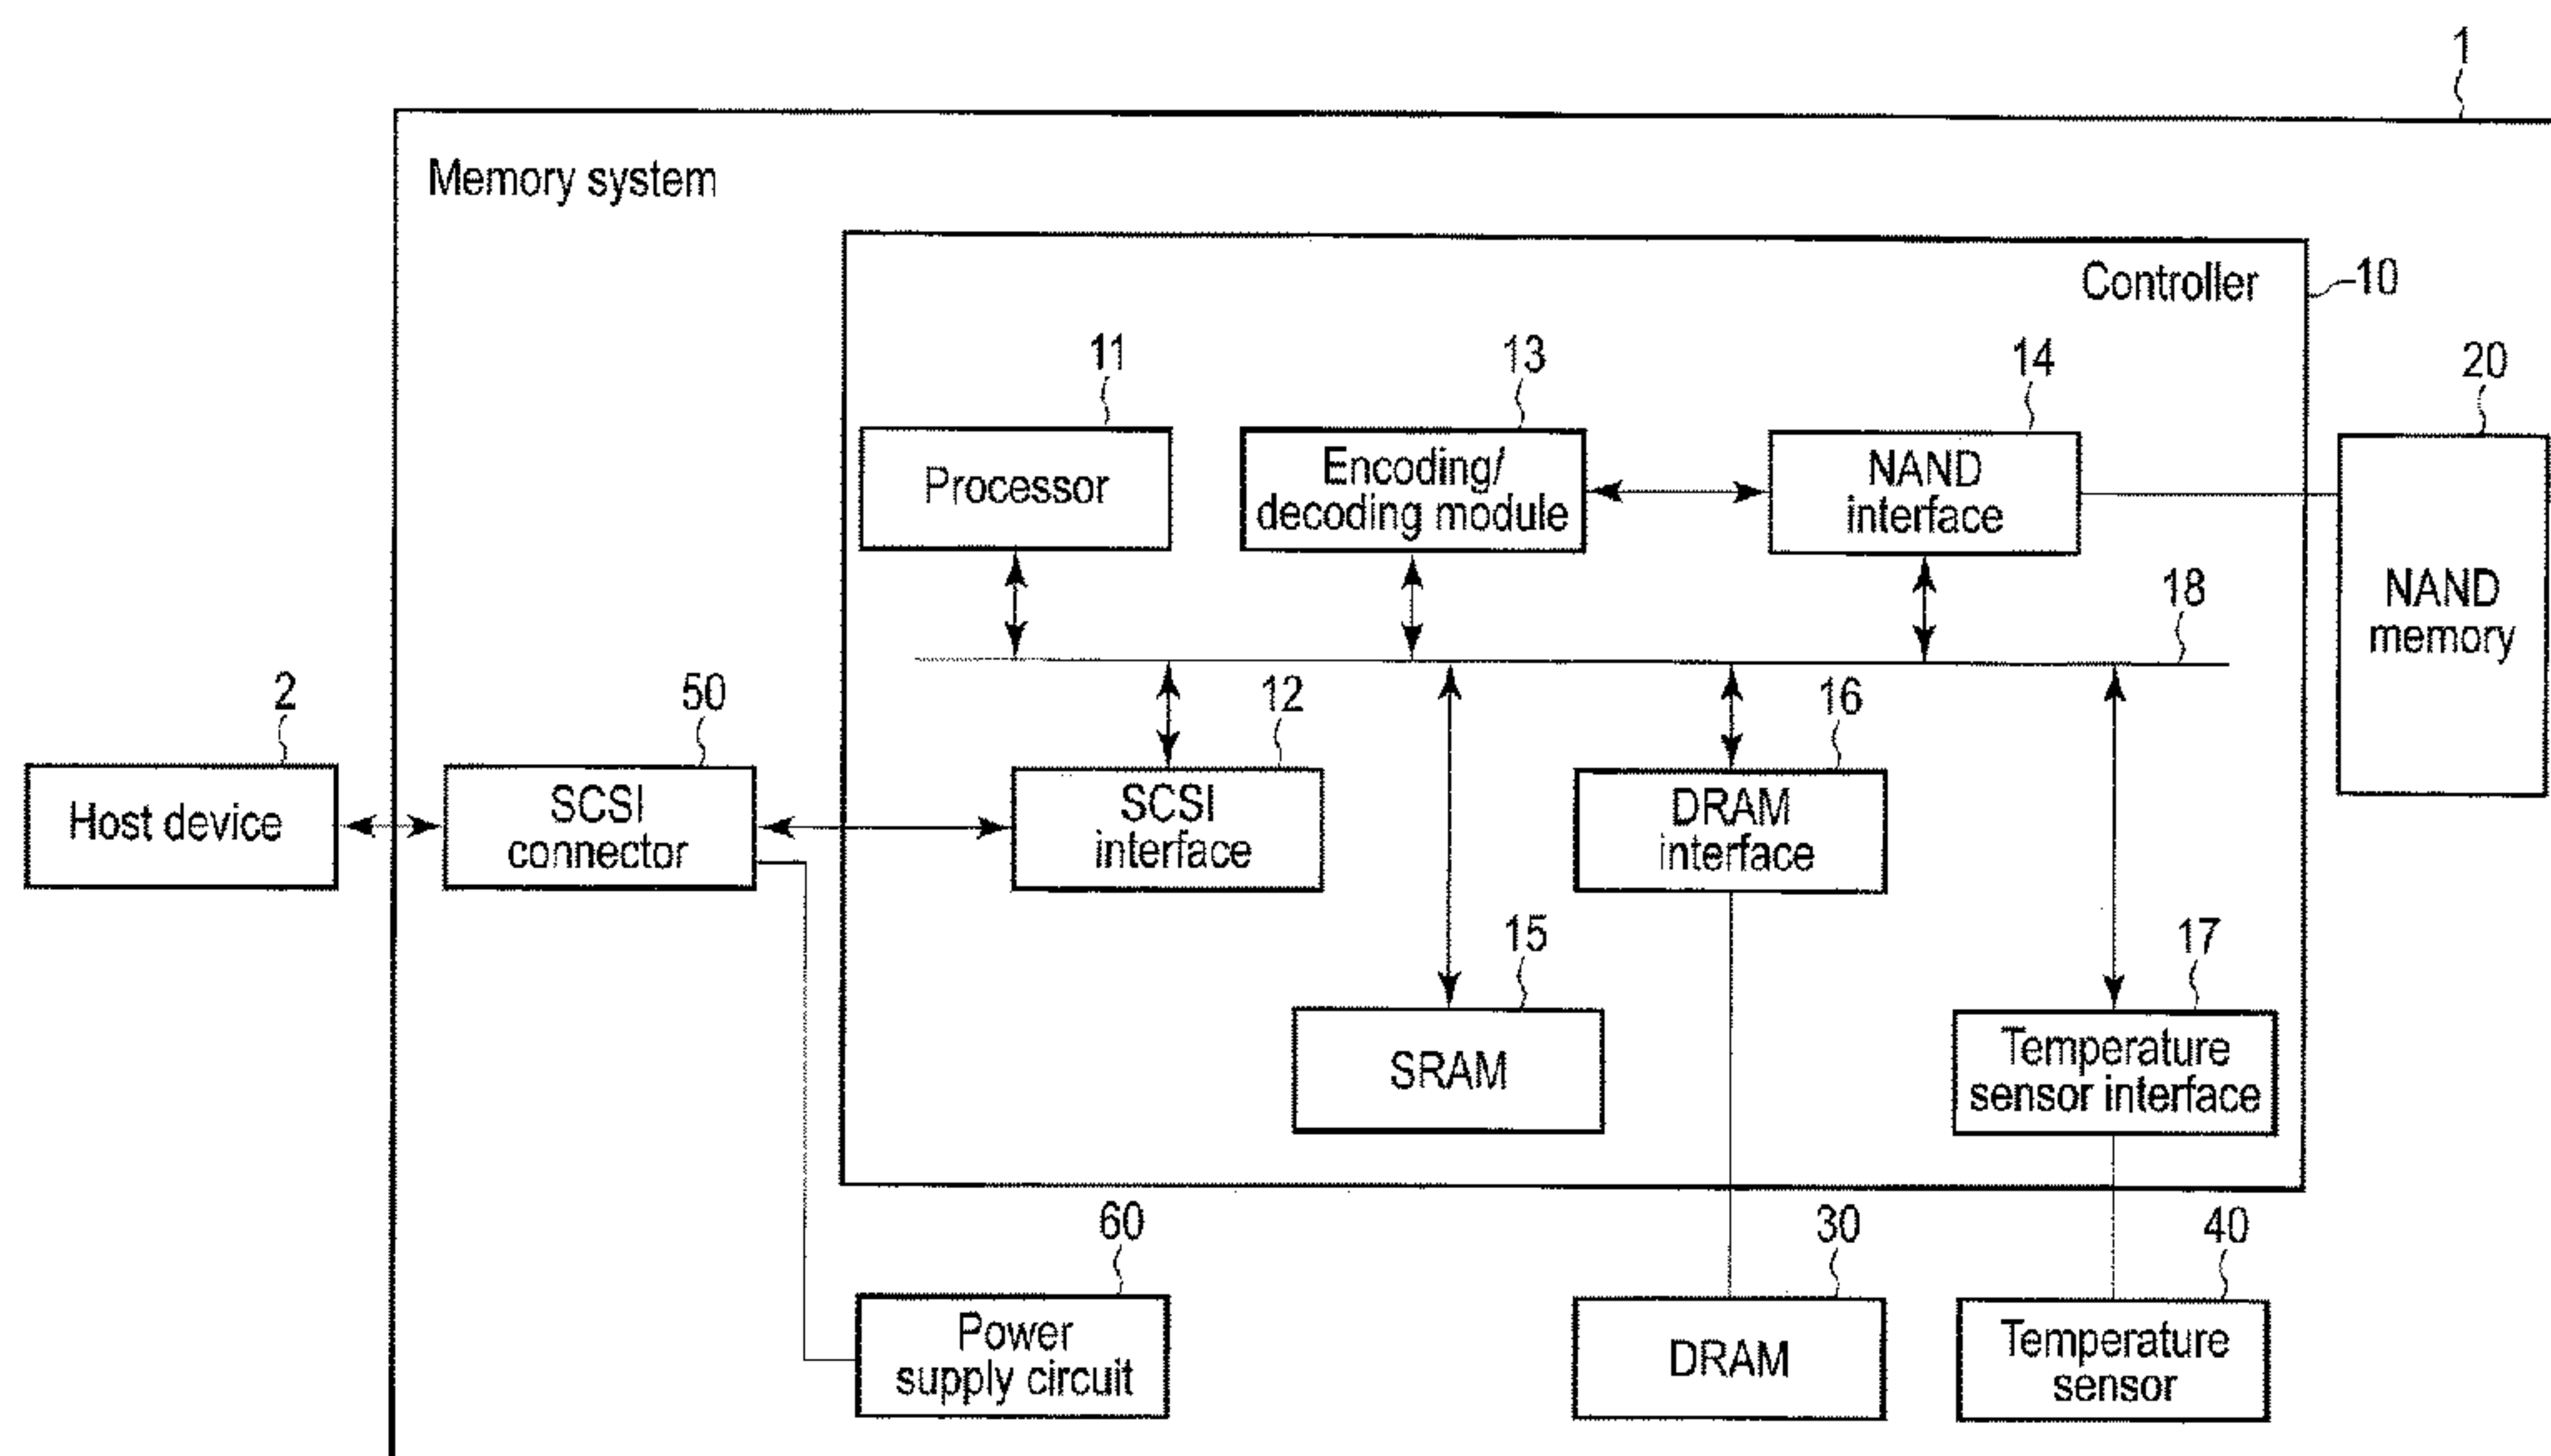 1
Memory system
Controller
10
11
13
14
20
Processor
Encoding/
decoding module
NAND
interface
NAND
memory
18
2
50
12
16
Host device
SCSI
connector
SCSI
interface
DRAM
interface
15
17
SRAM
Temperature
sensor interface
60
30
40
Power
supply circuit
DRAM
Temperature
sensor